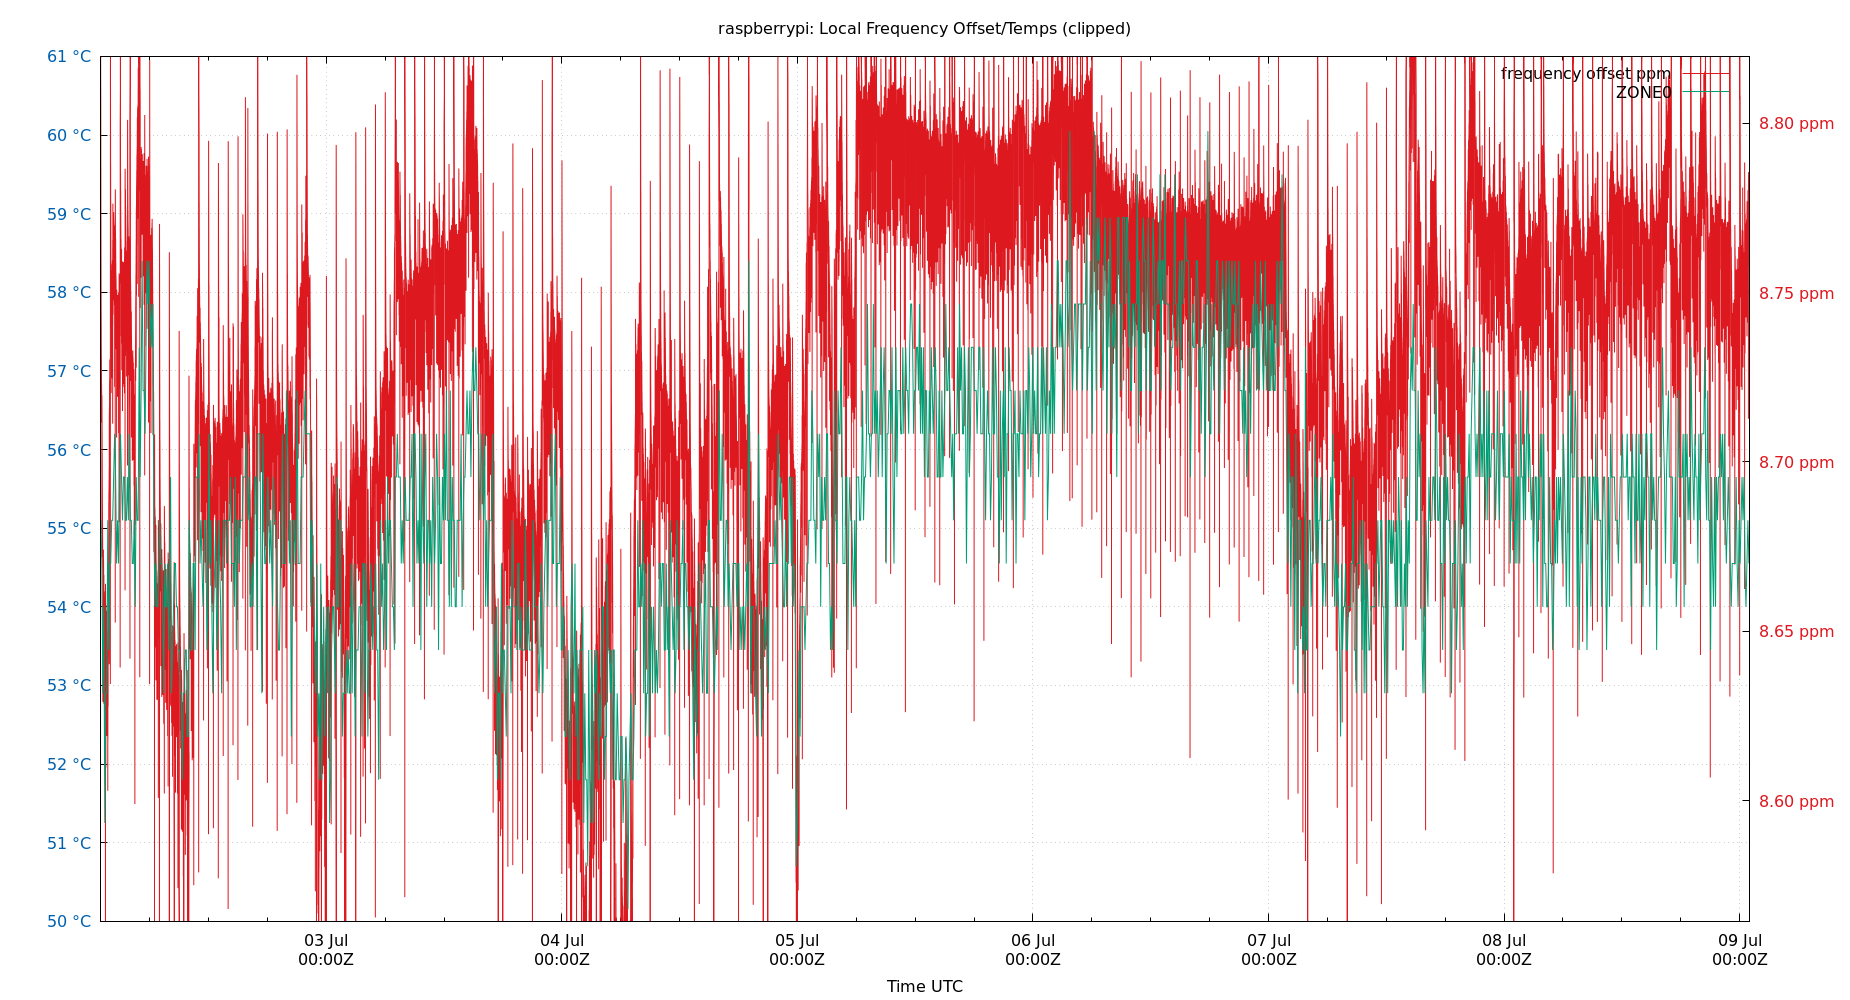 raspberrypi: Local Frequency Offset/Temps (clipped)
61 °C
60 °C
59 °C
58 °C
57 °C
56 °C
55 °C
54 °C
53 °C
52 °C
51 °C
50 °C
frequency offset ppm
ZONE0
8.80 ppm
8.75 ppm
8.70 ppm
8.65 ppm
8.60 ppm
03 Jul
00:00Z
04 Jul
00:00Z
05 Jul
00:00Z
06 Jul
00:00Z
07 Jul
00:00Z
08 Jul
00:00Z
09 Jul
00:00Z
Time UTC